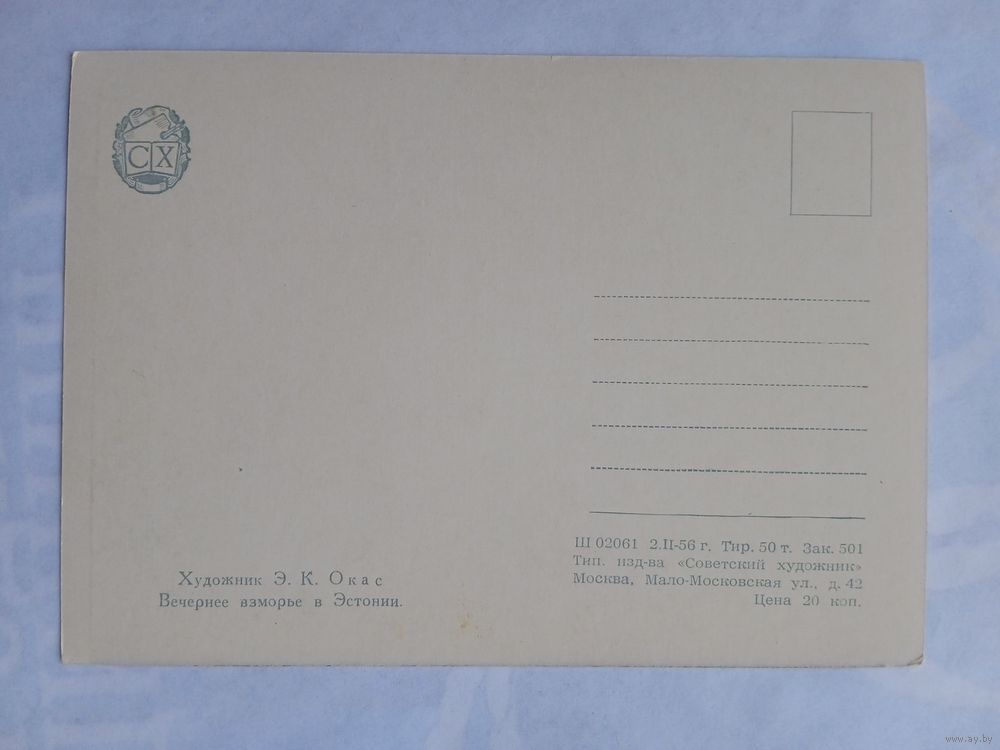 СХ
Ш 02061 2.II-56 г. Тир. 50 т. Зак. 501
Тип. изд-ва «Советский художник»
Москва, Мало-Московская ул., д. 42
Цена 20 коп.
Художник Э. К. Окас
Вечернее взморье в Эстонии.
www.ay.by